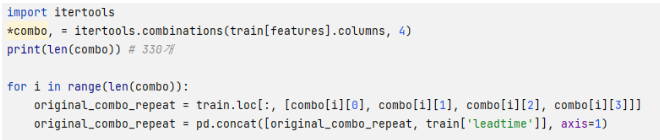 import itertools
*combo, = itertools.combinations(train[features].columns, 4)
print(len(combo)) # 330개
for i in range(len(combo)):
    original_combo_repeat = train.loc[:, [combo[i][0], combo[i][1], combo[i][2], combo[i][3]]]
    original_combo_repeat = pd.concat([original_combo_repeat, train['leadtime']], axis=1)